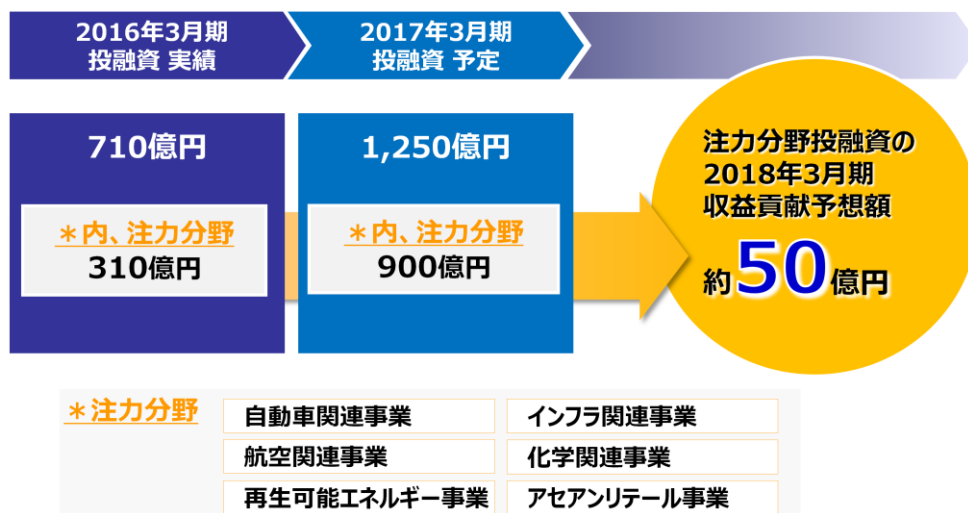 2016年3月期
投融資 実績
2017年3月期
投融資 予定
710億円
＊内、注力分野
310億円
1,250億円
＊内、注力分野
900億円
注力分野投融資の
2018年3月期
収益貢献予想額
約50億円
＊注力分野
自動車関連事業
インフラ関連事業
航空関連事業
化学関連事業
再生可能エネルギー事業
アセアンリテール事業